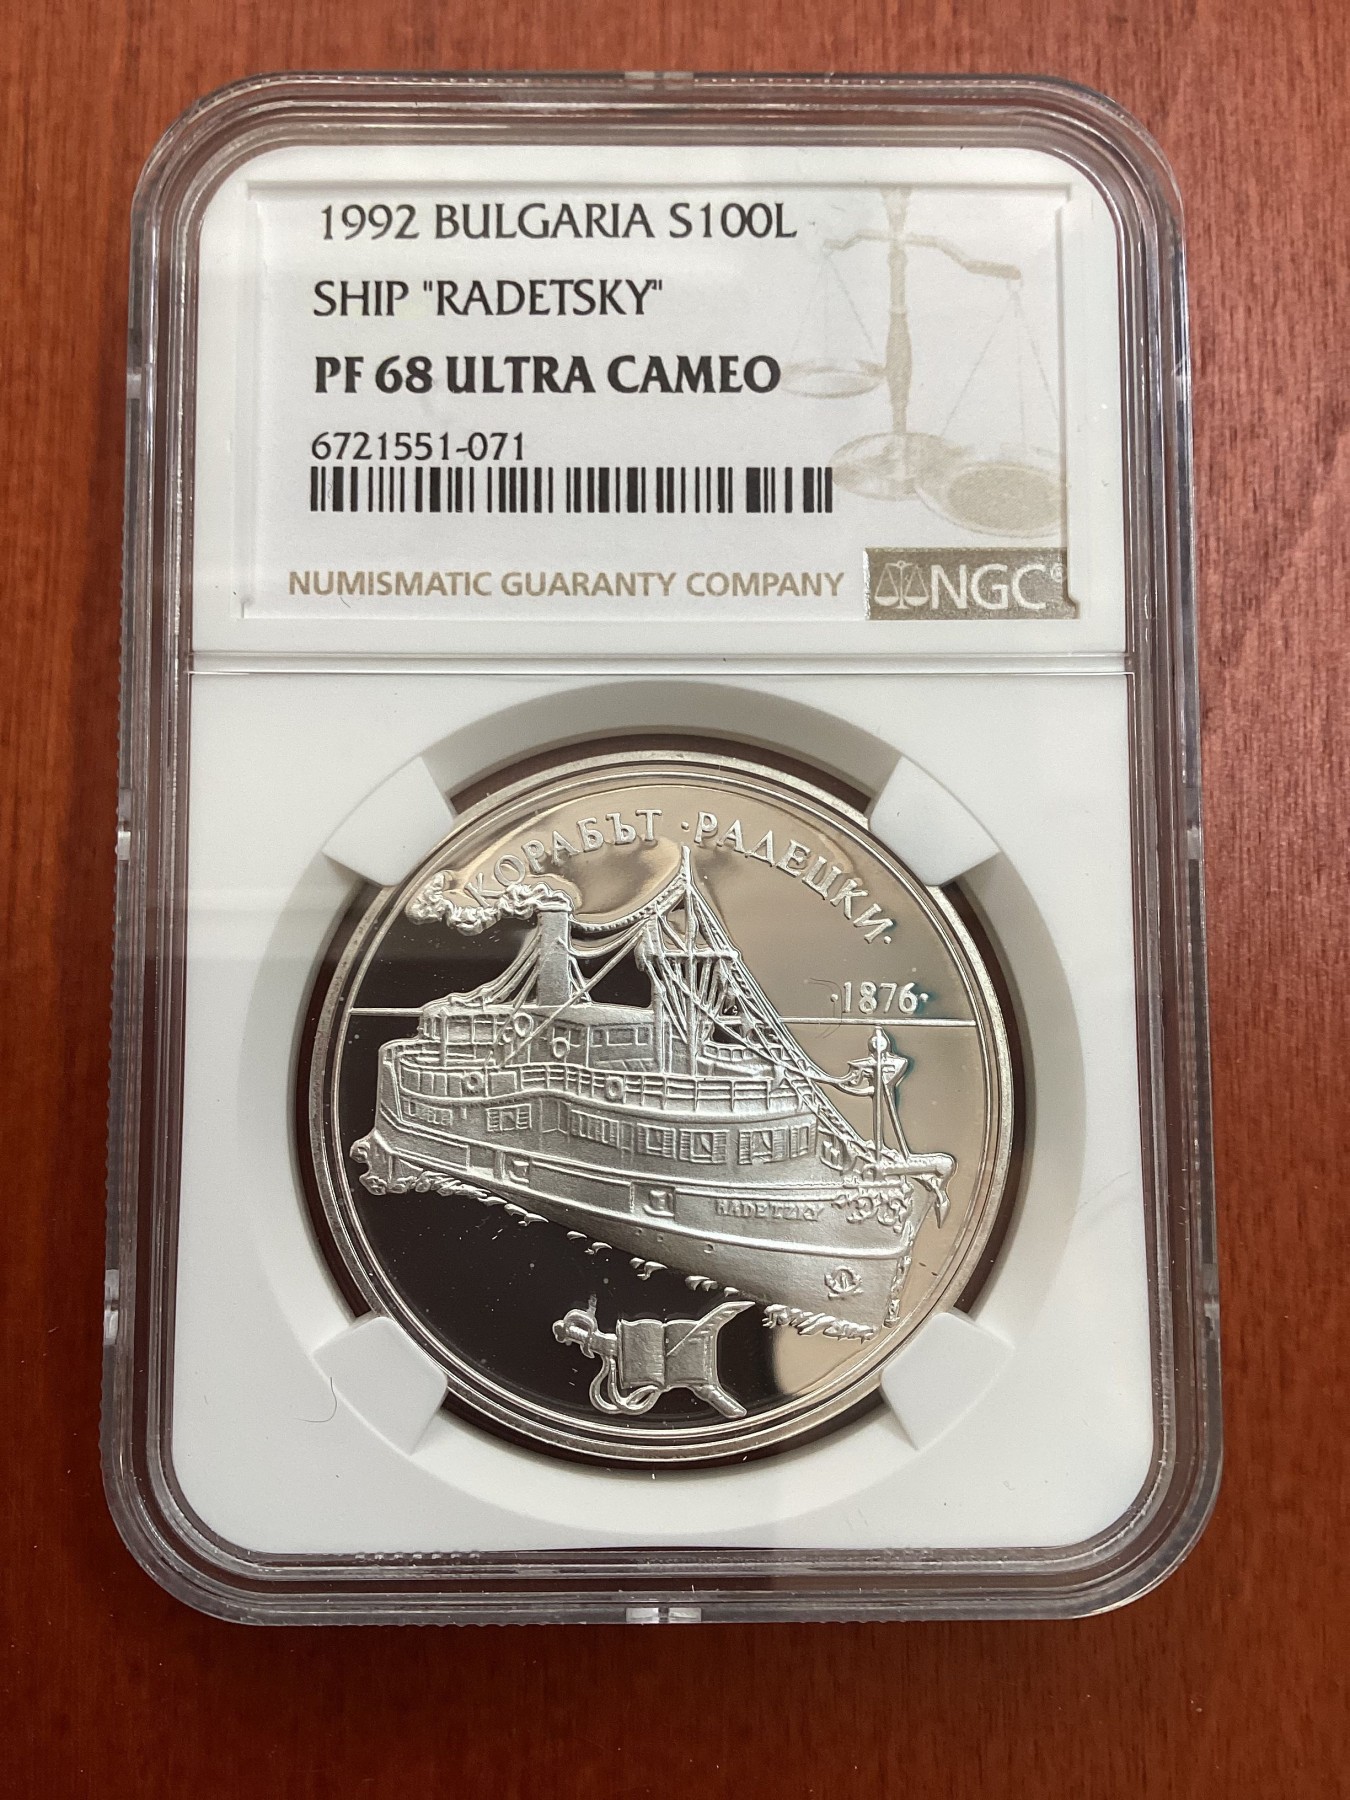 1992 BULGARIA S100L
SHIP "RADETSKY"
PF 68 ULTRA CAMEO
6721551-071
NUMISMATIC GUARANTY COMPANY
NGC
КОРАБЪТ ·РАДЕЦКИ·
·1876·
RADETZKY